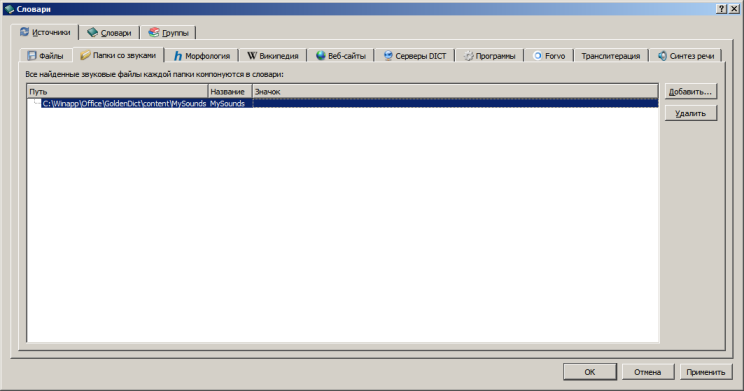 Словари
Источники Словари Группы
Файлы Папки со звуками Морфология Википедия Веб-сайты Серверы DICT Программы Forvo Транслитерация Синтез речи
Все найденные звуковые файлы каждой папки компонуются в словари:
Путь Название Значок Добавить...
C:\Winapp\Office\GoldenDict\content\MySounds MySounds
Удалить
OK Отмена Применить